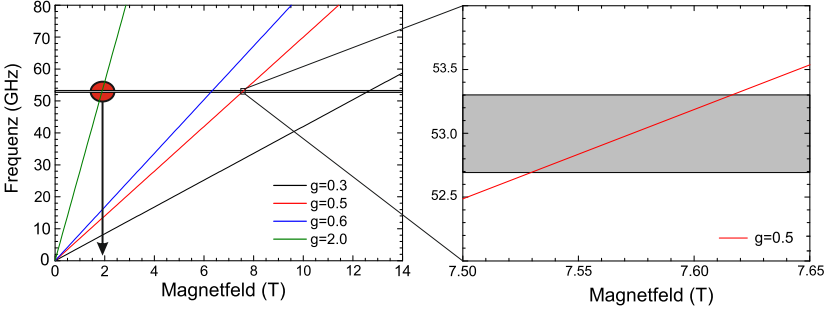 80
70
60
50
40
30
20
10
0
Frequenz (GHz)
g=0.3
g=0.5
g=0.6
g=2.0
0 2 4 6 8 10 12 14
Magnetfeld (T)
53.5
53.0
52.5
g=0.5
7.50 7.55 7.60 7.65
Magnetfeld (T)